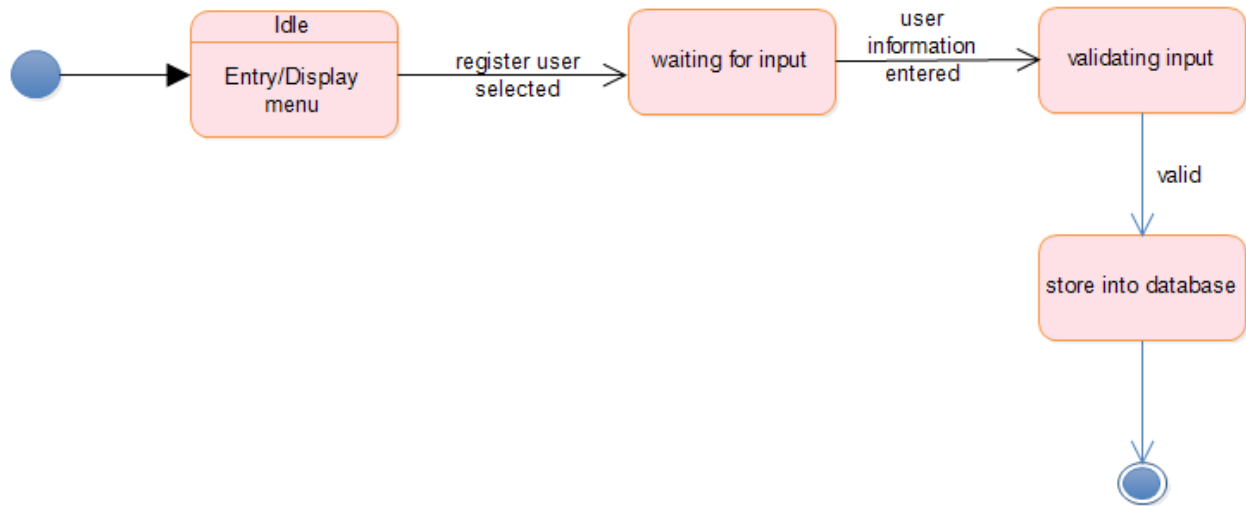 Idle
Entry/Display
menu
register user
selected
waiting for input
user
information
entered
validating input
valid
store into database